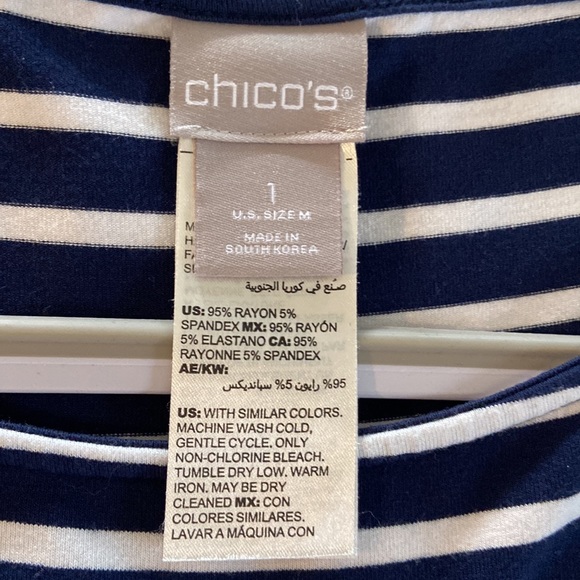 chico's®
1
U.S. SIZE M
MADE IN
SOUTH KOREA
M
H
FA
SI
صنع في كوريا الجنوبية
US: 95% RAYON 5%
SPANDEX MX: 95% RAYÓN
5% ELASTANO CA: 95%
RAYONNE 5% SPANDEX
AE/KW:
95% رايون 5% سبانديكس
US: WITH SIMILAR COLORS.
MACHINE WASH COLD,
GENTLE CYCLE, ONLY
NON-CHLORINE BLEACH.
TUMBLE DRY LOW. WARM
IRON. MAY BE DRY
CLEANED MX: CON
COLORES SIMILARES.
LAVAR A MÁQUINA CON